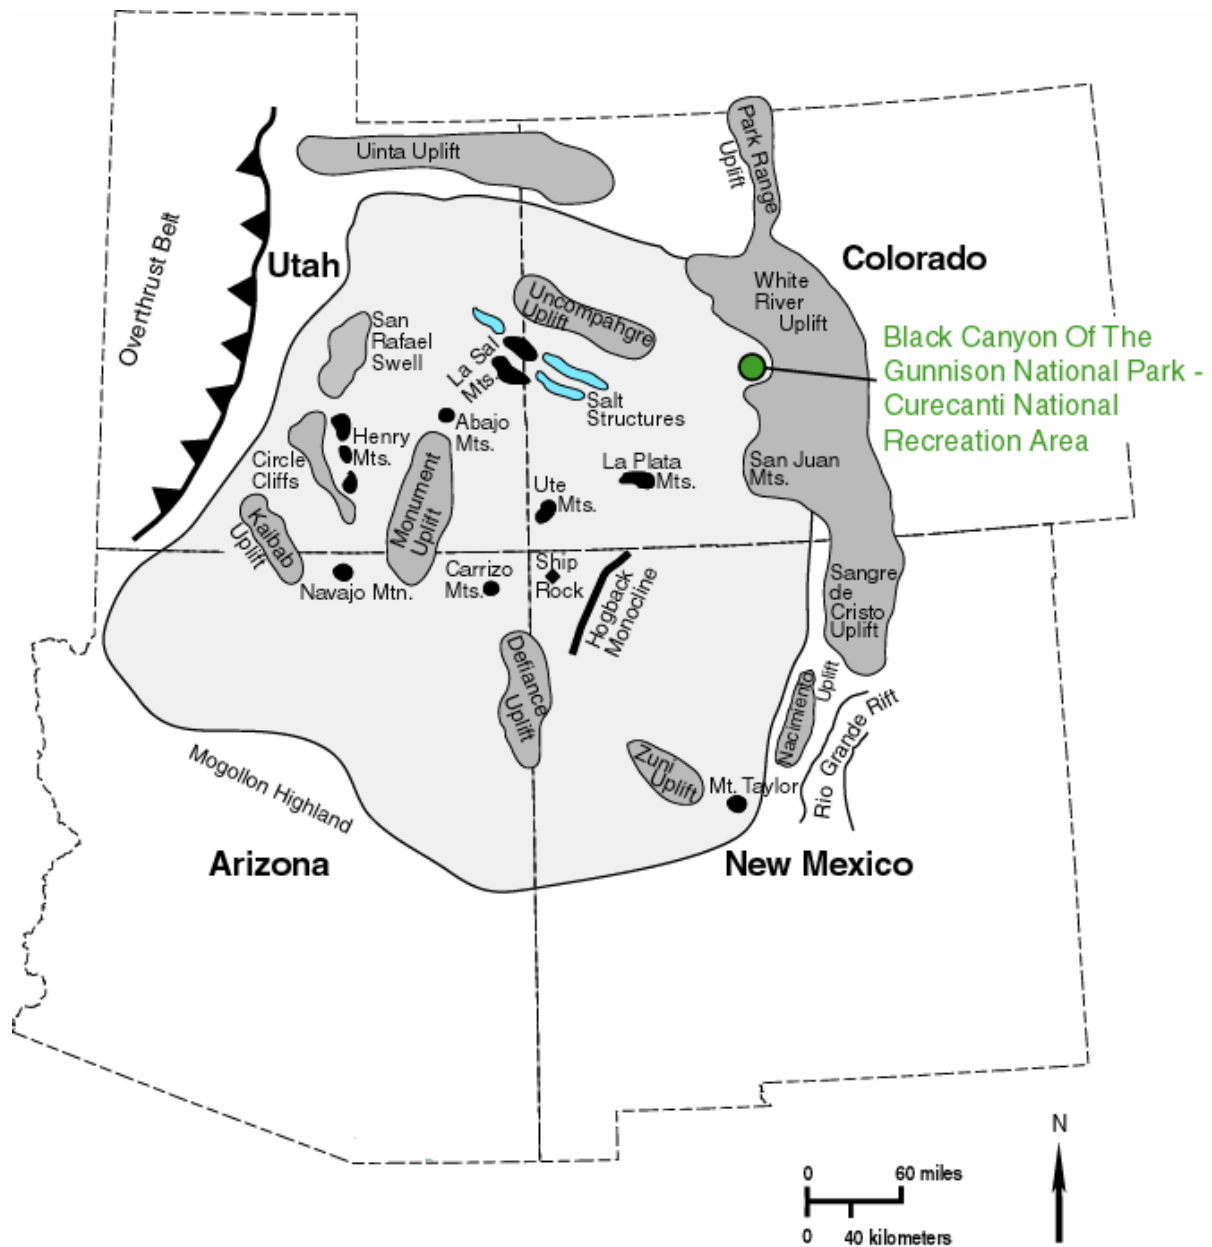 Uinta Uplift
Park Range
Uplift
Overthrust Belt
Utah
Colorado
White
River
Uplift
Uncompahgre
Uplift
San
Rafael
Swell
La Sal
Mts.
Black Canyon Of The
Gunnison National Park -
Curecanti National
Recreation Area
Salt
Structures
Abajo
Mts.
Henry
Mts.
Circle
Cliffs
Monument
Uplift
La Plata
Mts.
San Juan
Mts.
Ute
Mts.
Kaibab
Uplift
Navajo Mtn.
Carrizo
Mts.
Ship
Rock
Hogback
Monocline
Sangre
de
Cristo
Uplift
Defiance
Uplift
Nacimiento
Uplift
Rio Grande Rift
Zuni
Uplift
Mt. Taylor
Mogollon Highland
Arizona
New Mexico
N
0 60 miles
0 40 kilometers